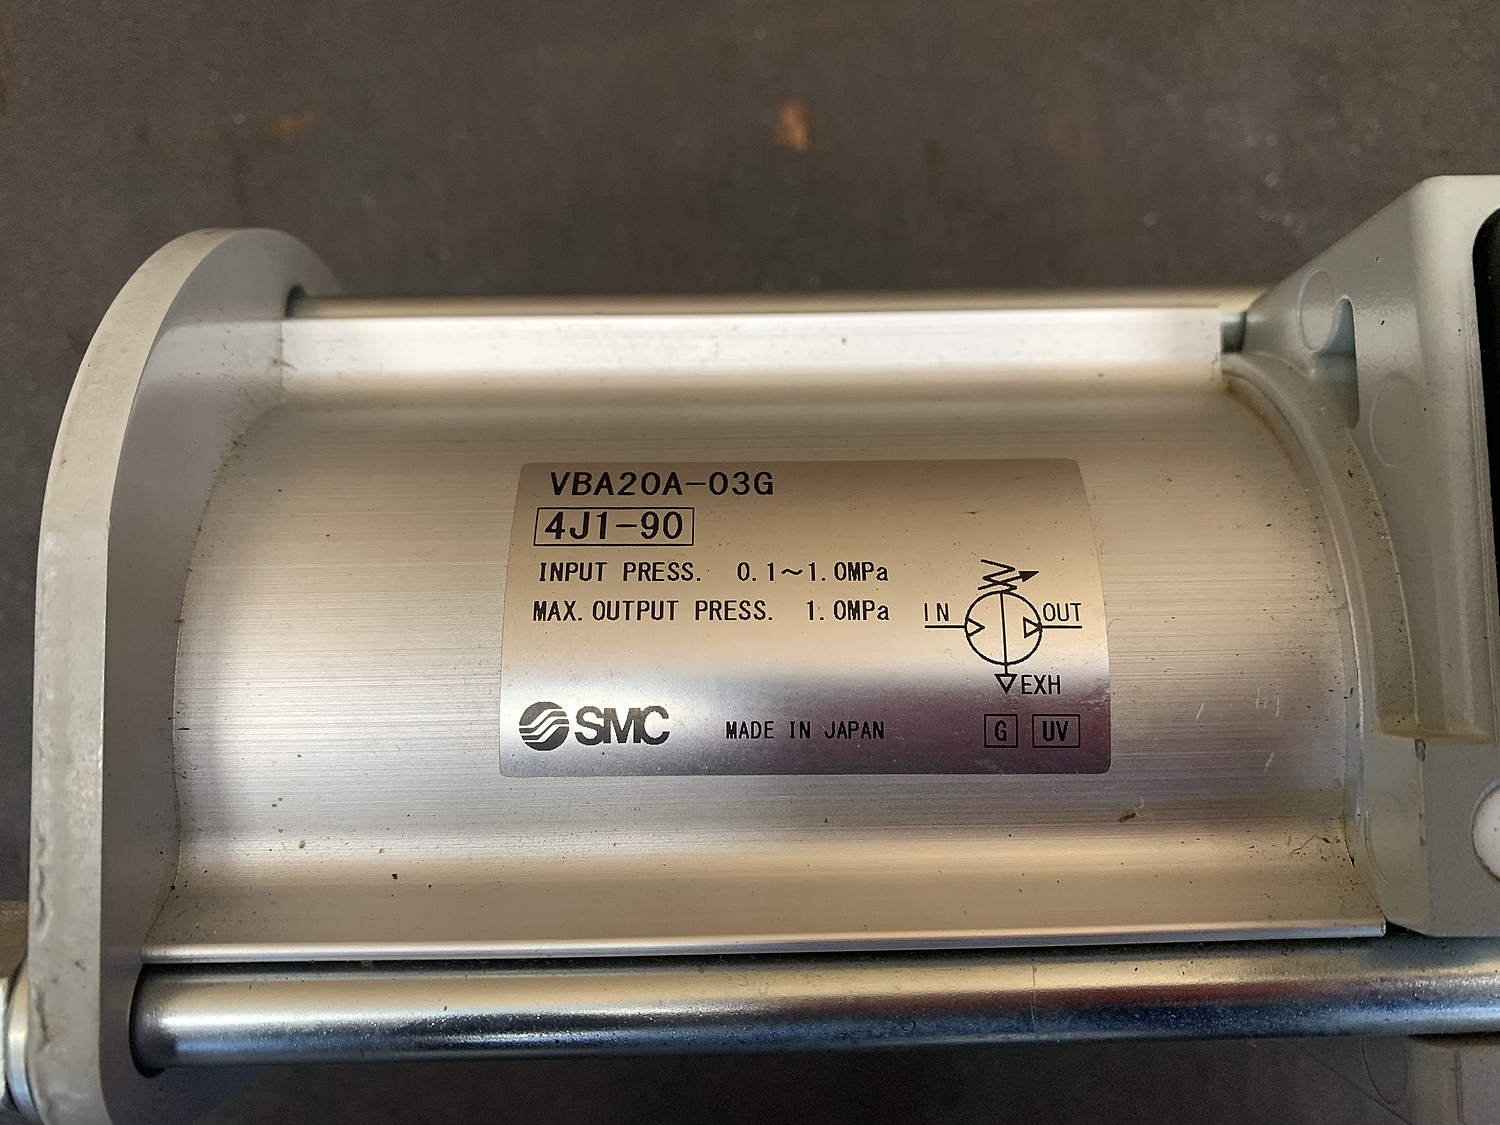 VBA20A-03G
4J1-90
INPUT PRESS. 0.1~1.0MPa
MAX. OUTPUT PRESS. 1.0MPa
IN OUT
EXH
SMC MADE IN JAPAN G UV